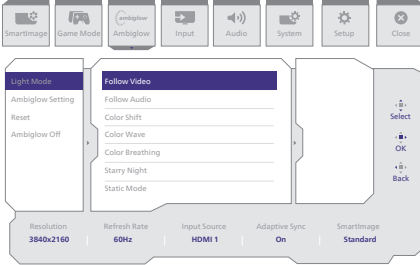 ambiglow
SmartImage
Game Mode
Ambiglow
Input
Audio
System
Setup
Close
Light Mode
Ambiglow Setting
Reset
Ambiglow Off
Follow Video
Follow Audio
Color Shift
Color Wave
Color Breathing
Starry Night
Static Mode
Select
OK
Back
Resolution
3840x2160
Refresh Rate
60Hz
Input Source
HDMI 1
Adaptive Sync
On
SmartImage
Standard